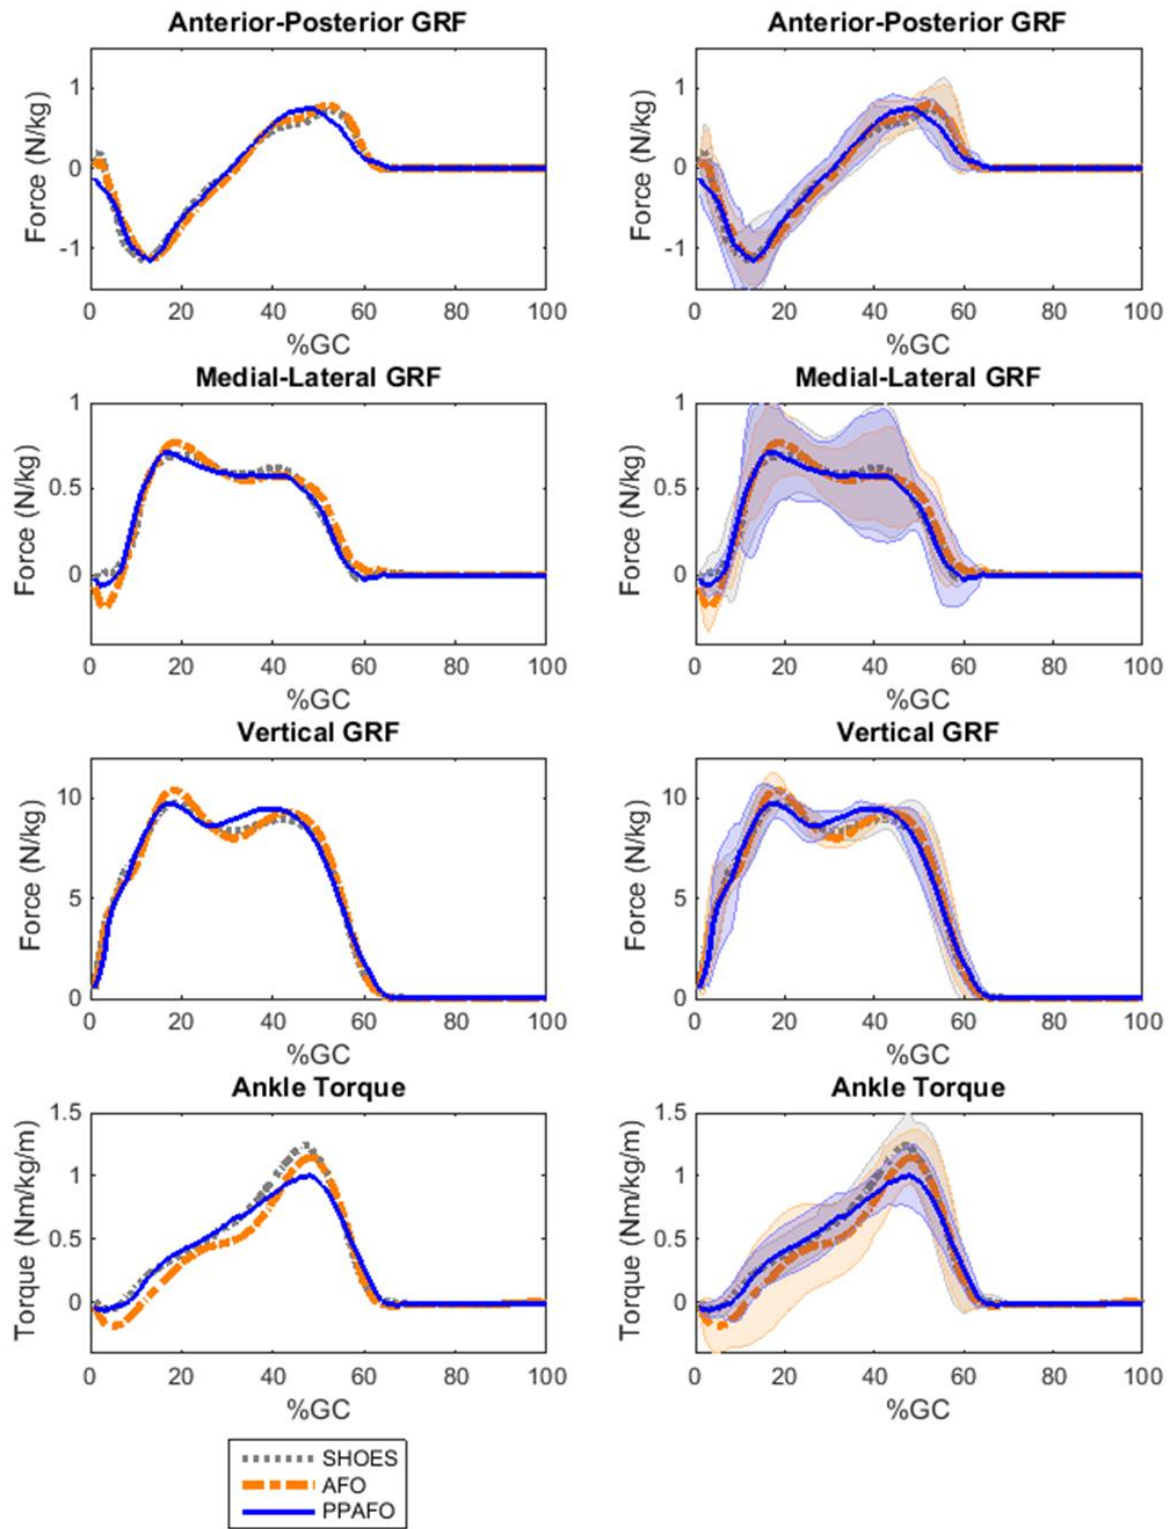 Anterior-Posterior GRF
Force (N/kg)
1
0
-1
0 20 40 60 80 100
%GC
Anterior-Posterior GRF
Force (N/kg)
1
0
-1
0 20 40 60 80 100
%GC
Medial-Lateral GRF
Force (N/kg)
1
0.5
0
0 20 40 60 80 100
%GC
Medial-Lateral GRF
Force (N/kg)
1
0.5
0
0 20 40 60 80 100
%GC
Vertical GRF
Force (N/kg)
10
5
0
0 20 40 60 80 100
%GC
Vertical GRF
Force (N/kg)
10
5
0
0 20 40 60 80 100
%GC
Ankle Torque
Torque (Nm/kg/m)
1.5
1
0.5
0
0 20 40 60 80 100
%GC
Ankle Torque
Torque (Nm/kg/m)
1.5
1
0.5
0
0 20 40 60 80 100
%GC
SHOES
AFO
PPAFO